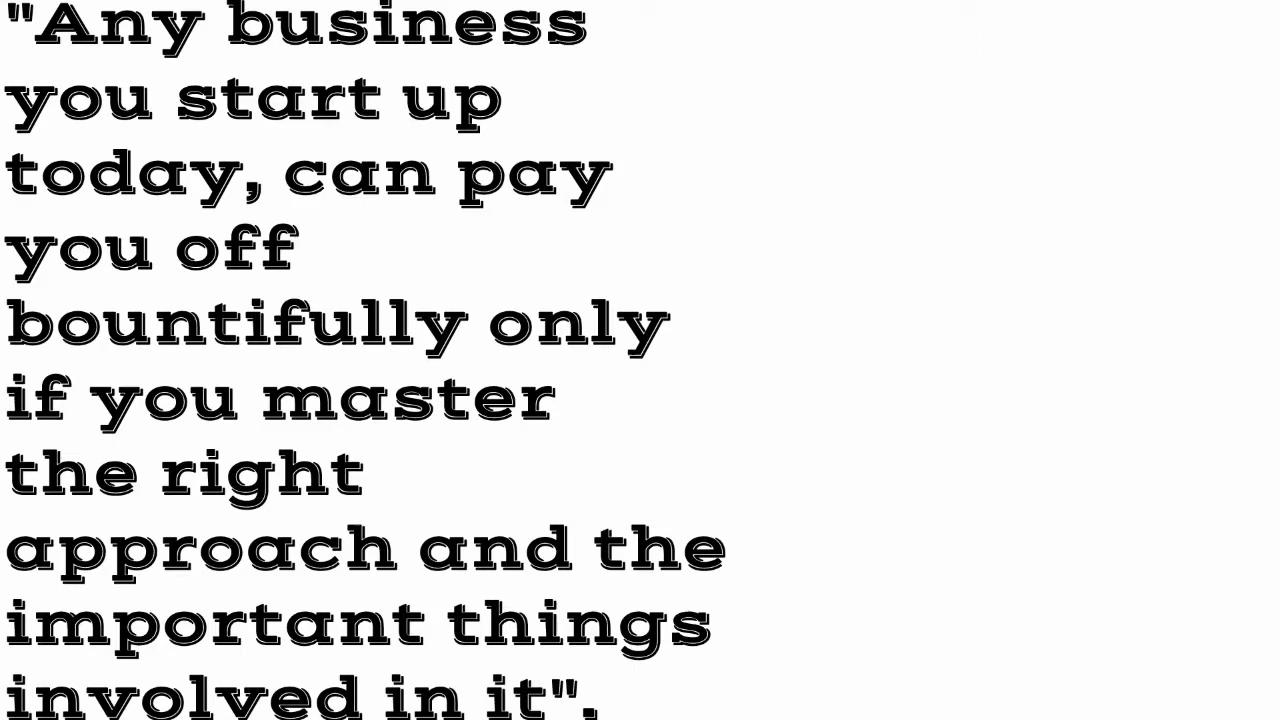 "Any business
you start up
today, can pay
you off
bountifully only
if you master
the right
approach and the
important things
involved in it".